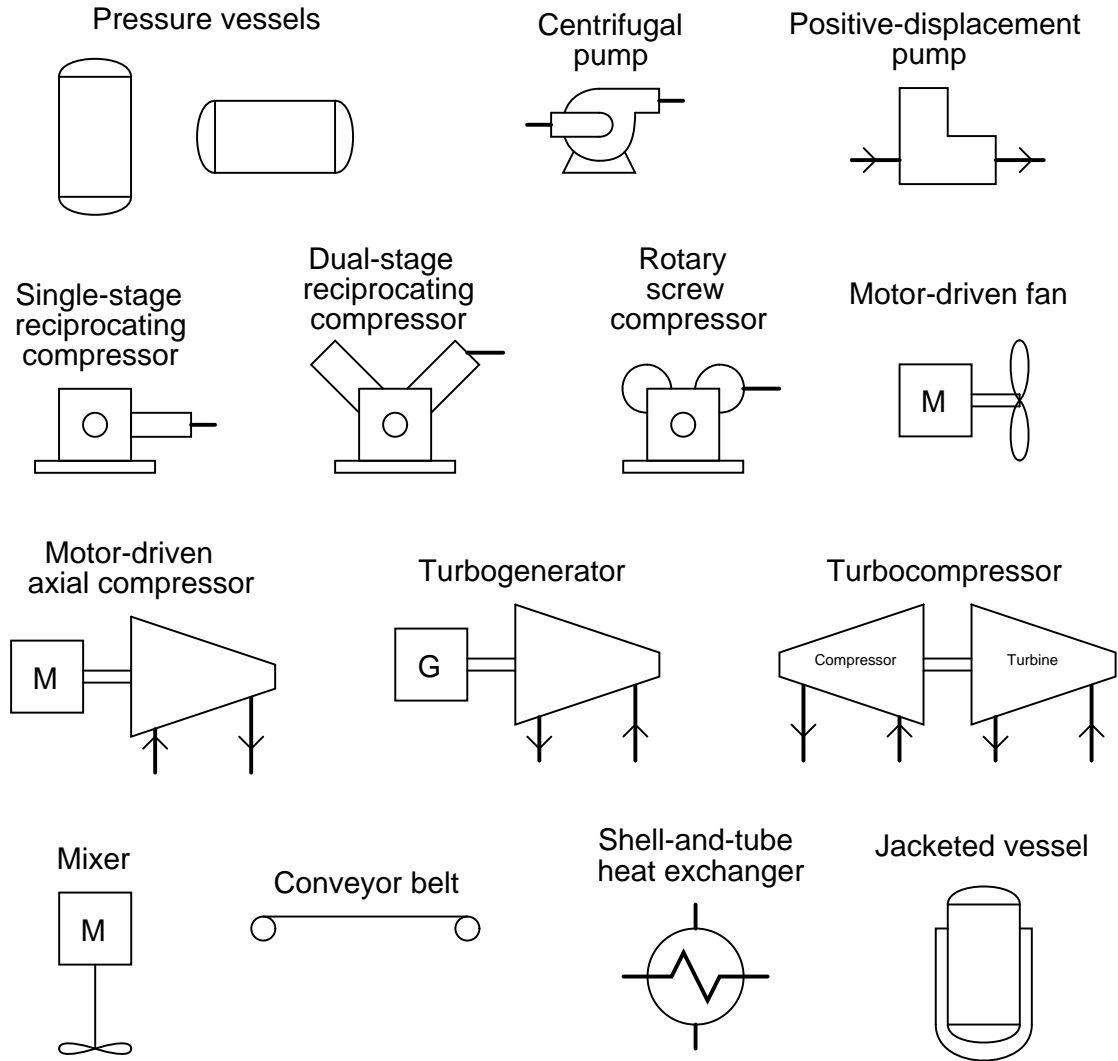 Pressure vessels
Centrifugal
pump
Positive-displacement
pump
Single-stage
reciprocating
compressor
Dual-stage
reciprocating
compressor
Rotary
screw
compressor
Motor-driven fan
M
Motor-driven
axial compressor
M
Turbogenerator
G
Turbocompressor
Compressor
Turbine
Mixer
M
Conveyor belt
Shell-and-tube
heat exchanger
Jacketed vessel